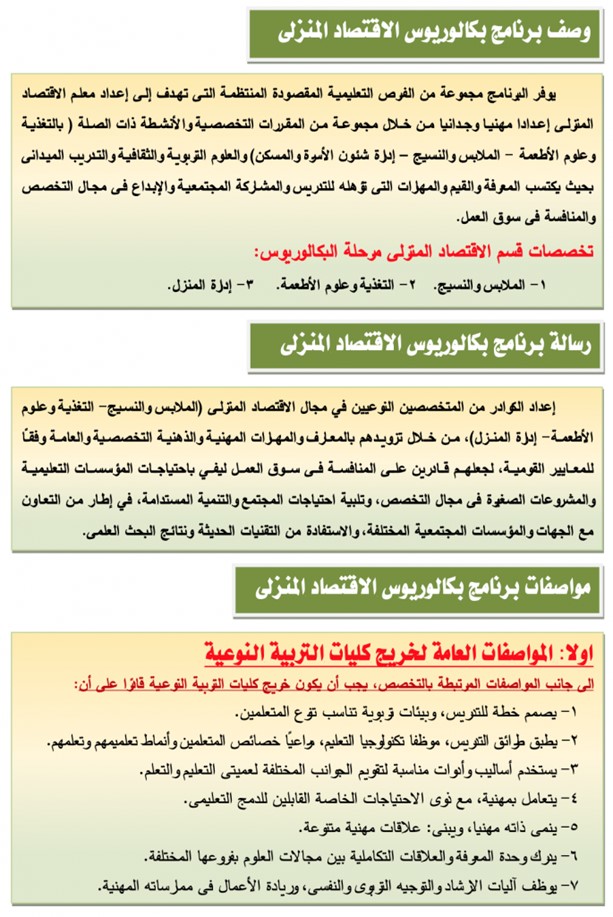 وصف برنامج بكالوريوس الاقتصاد المنزلى
يوفر البرنامج مجموعة من الفرص التعليمية المقصودة المنتظمة التى تهدف إلى إعداد معلم الاقتصاد
المنزلى إعدادا مهنيا وجدانيا من خلال مجموعة من المقررات التخصصية والأنشطة ذات الصلة ( بالتغذية
وعلوم الأطعمة – الملابس والنسيج – إدارة شئون الأسرة والمسكن) والعلوم التربوية والثقافية والتدريب الميدانى
بحيث يكتسب المعرفة والقيم والمهارات التى تؤهله للتدريس والمشاركة المجتمعية والإبداع فى مجال التخصص
والمنافسة فى سوق العمل.
تخصصات قسم الاقتصاد المنزلى مرحلة البكالوريوس:
١- الملابس والنسيج. ٢- التغذية وعلوم الأطعمة. ٣- إدارة المنزل.
رسالة برنامج بكالوريوس الاقتصاد المنزلى
إعداد الكوادر من المتخصصين النوعيين في مجال الاقتصاد المنزلى (الملابس والنسيج- التغذية وعلوم
الأطعمة- إدارة المنزل)، من خلال تزويدهم بالمعارف والمهارات المهنية والذهنية التخصصية والعامة وفقًا
للمعايير القومية، لجعلهم قادرين على المنافسة فى سوق العمل ليفي باحتياجات المؤسسات التعليمية
والمشروعات الصغيرة فى مجال التخصص، وتلبية احتياجات المجتمع والتنمية المستدامة، في إطار من التعاون
مع الجهات والمؤسسات المجتمعية المختلفة، والاستفادة من التقنيات الحديثة ونتائج البحث العلمى.
مواصفات برنامج بكالوريوس الاقتصاد المنزلى
اولا: المواصفات العامة لخريج كليات التربية النوعية
الى جانب المواصفات المرتبطة بالتخصص، يجب أن يكون خريج كليات التربية النوعية قادرًا على أن:
١- يصمم خطة للتدريس، وبيئات تربوية تناسب تنوع المتعلمين.
٢- يطبق طرائق التدريس، موظفا تكنولوجيا التعليم، مراعيًا خصائص المتعلمين وأنماط تعليمهم وتعلمهم.
٣- يستخدم أساليب وأدوات مناسبة لتقويم الجوانب المختلفة لعميتى التعليم والتعلم.
٤- يتعامل بمهنية، مع ذوى الاحتياجات الخاصة القابلين للدمج التعليمى.
٥- ينمى ذاته مهنيا، ويبنى: علاقات مهنية متنوعة.
٦- يدرك وحدة المعرفة والعلاقات التكاملية بين مجالات العلوم بفروعها المختلفة.
٧- يوظف آليات الإرشاد والتوجيه التربوى والنفسى، وريادة الأعمال فى ممارساته المهنية.